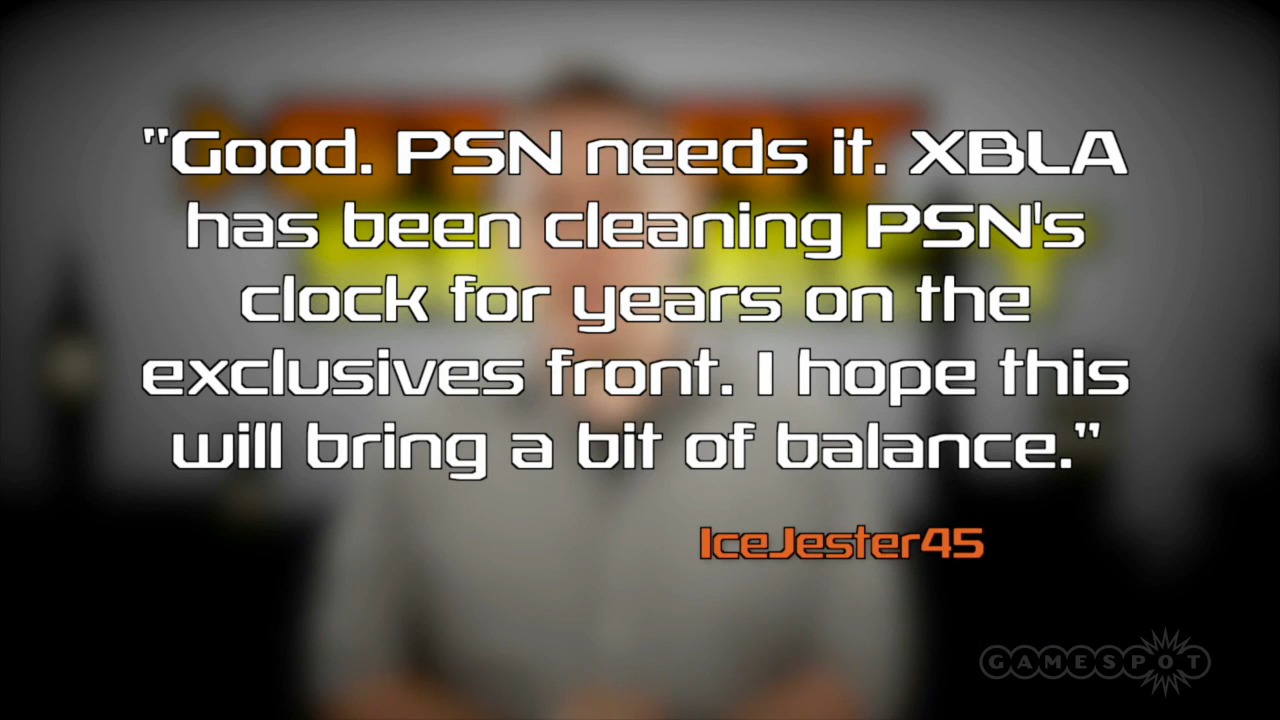 "Good. PSN needs it. XBLA
has been cleaning PSN's
clock for years on the
exclusives front. I hope this
will bring a bit of balance."
IceJester45
GAMESPOT